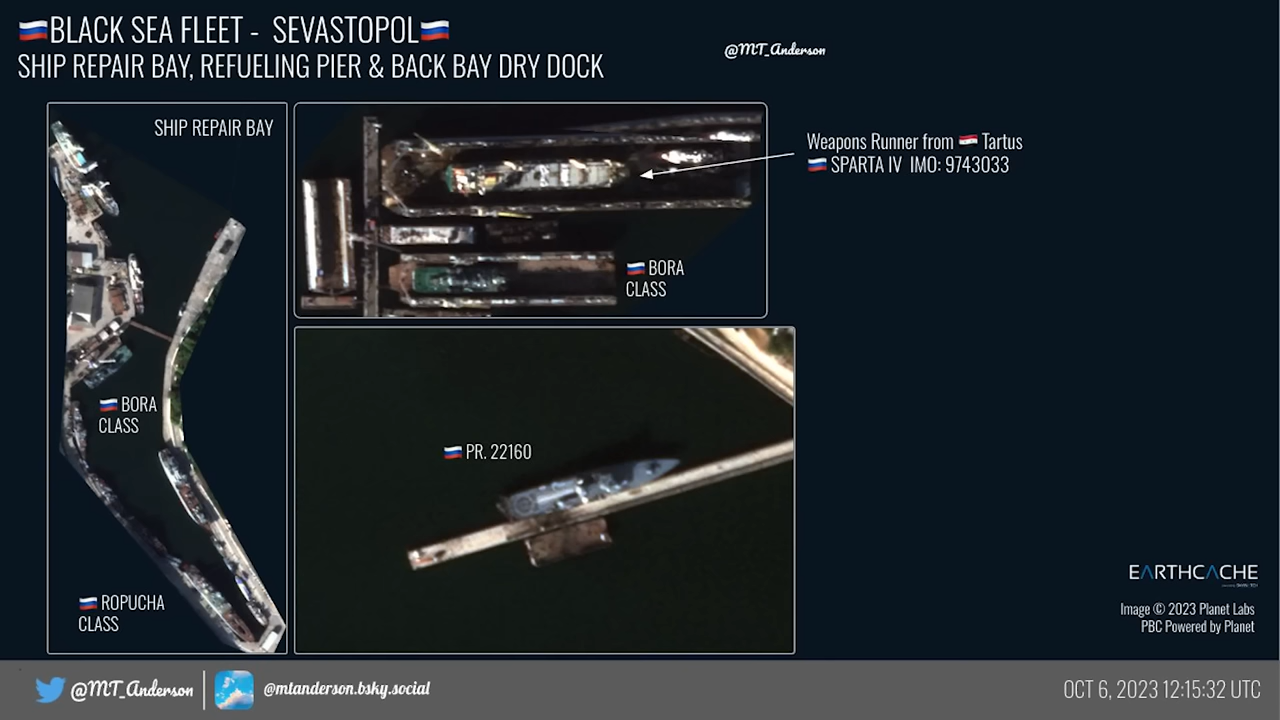 BLACK SEA FLEET - SEVASTOPOL
SHIP REPAIR BAY, REFUELING PIER & BACK BAY DRY DOCK
@MT_Anderson
SHIP REPAIR BAY
Weapons Runner from Tartus
SPARTA IV IMO: 9743033
BORA
CLASS
BORA
CLASS
PR. 22160
ROPUCHA
CLASS
EARTHCACHE
Image © 2023 Planet Labs
PBC Powered by Planet
@MT_Anderson
@mtanderson.bsky.social
OCT 6, 2023 12:15:32 UTC